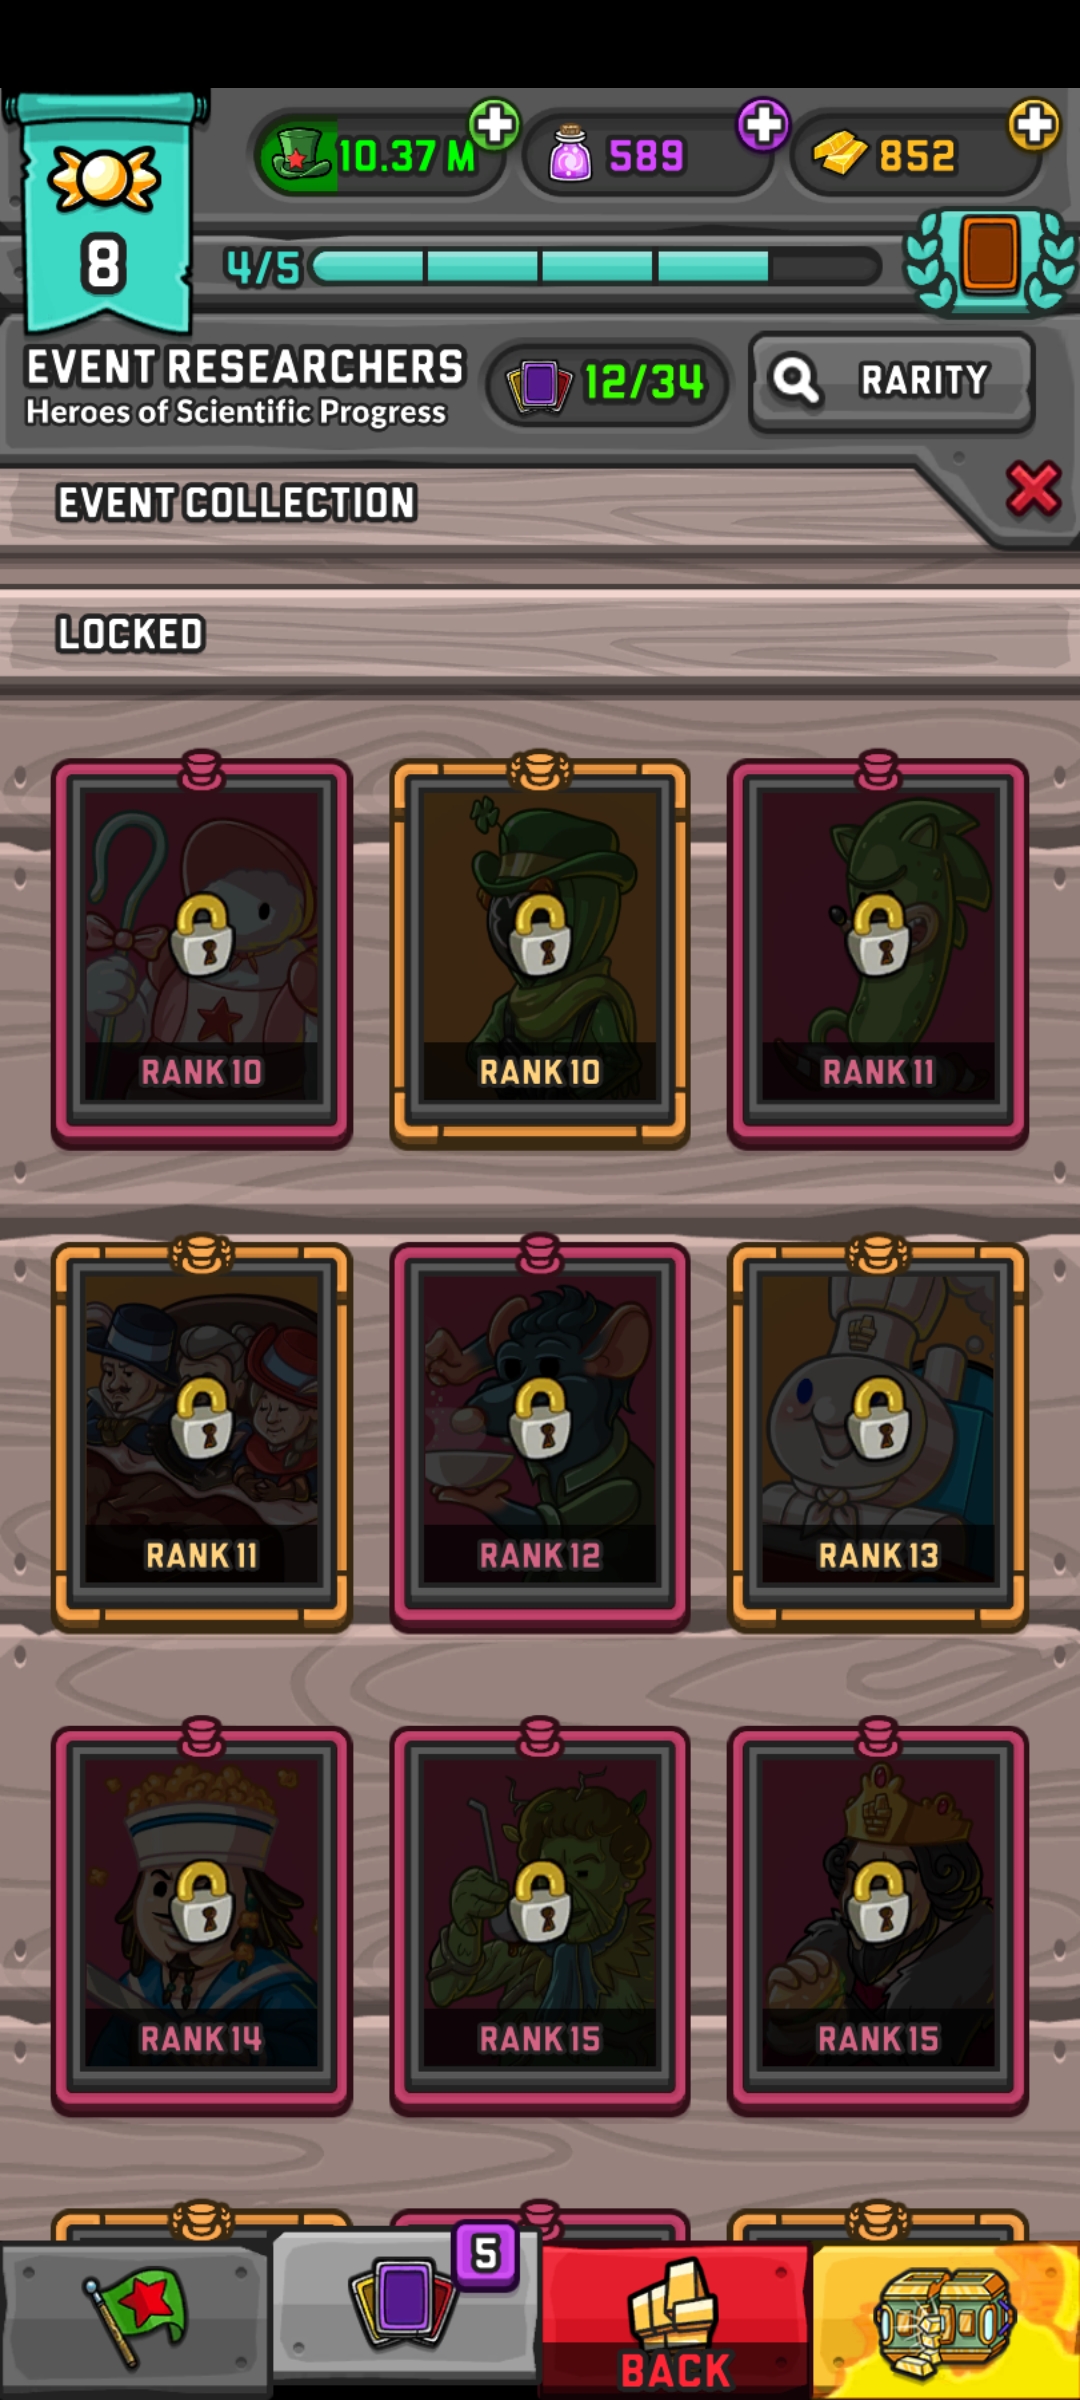 10.37 M
589
852
8
4/5
EVENT RESEARCHERS
Heroes of Scientific Progress
12/34
RARITY
EVENT COLLECTION
LOCKED
RANK 10
RANK 10
RANK 11
RANK 11
RANK 12
RANK 13
RANK 14
RANK 15
RANK 15
5
BACK